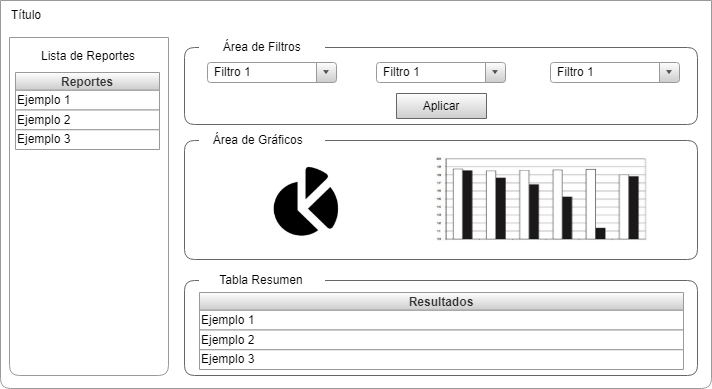 Título
Lista de Reportes
Reportes
Ejemplo 1
Ejemplo 2
Ejemplo 3
Área de Filtros
Filtro 1 Filtro 1 Filtro 1
Aplicar
Área de Gráficos
Tabla Resumen
Resultados
Ejemplo 1
Ejemplo 2
Ejemplo 3